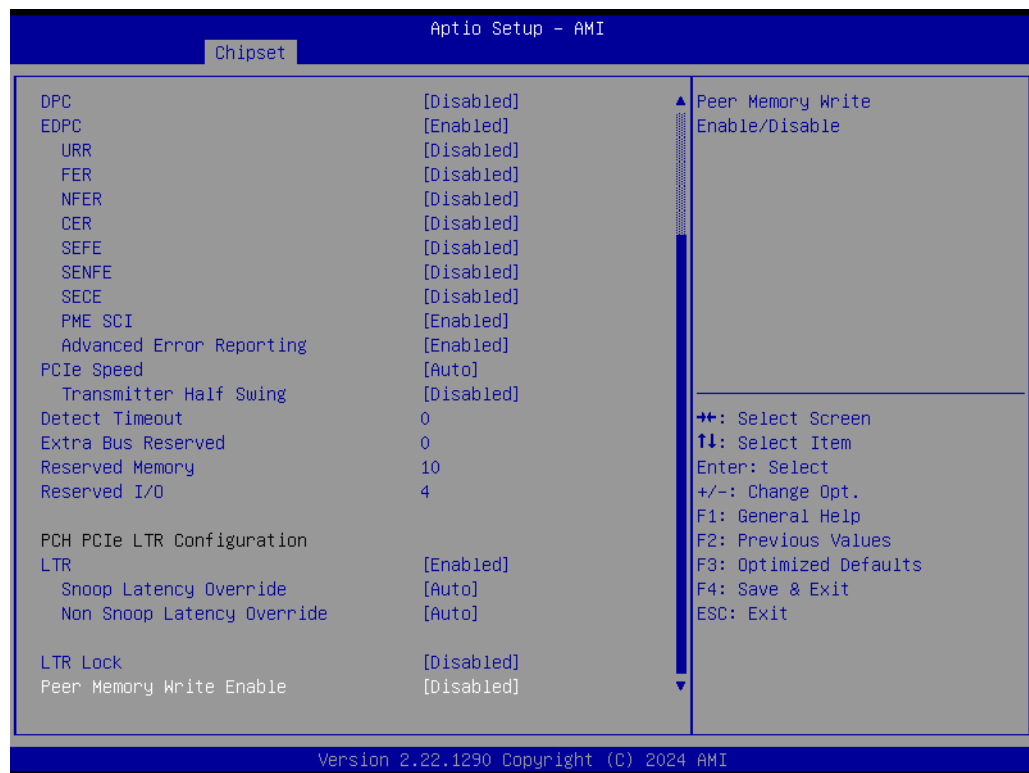 Aptio Setup – AMI
Chipset
DPC [Disabled]
EDPC [Enabled]
URR [Disabled]
FER [Disabled]
NFER [Disabled]
CER [Disabled]
SEFE [Disabled]
SENFE [Disabled]
SECE [Disabled]
PME SCI [Enabled]
Advanced Error Reporting [Enabled]
PCIe Speed [Auto]
Transmitter Half Swing [Disabled]
Detect Timeout 0
Extra Bus Reserved 0
Reserved Memory 10
Reserved I/O 4
PCH PCIe LTR Configuration
LTR [Enabled]
Snoop Latency Override [Auto]
Non Snoop Latency Override [Auto]
LTR Lock [Disabled]
Peer Memory Write Enable [Disabled]
Peer Memory Write
Enable/Disable
→←: Select Screen
↑↓: Select Item
Enter: Select
+/-: Change Opt.
F1: General Help
F2: Previous Values
F3: Optimized Defaults
F4: Save & Exit
ESC: Exit
Version 2.22.1290 Copyright (C) 2024 AMI